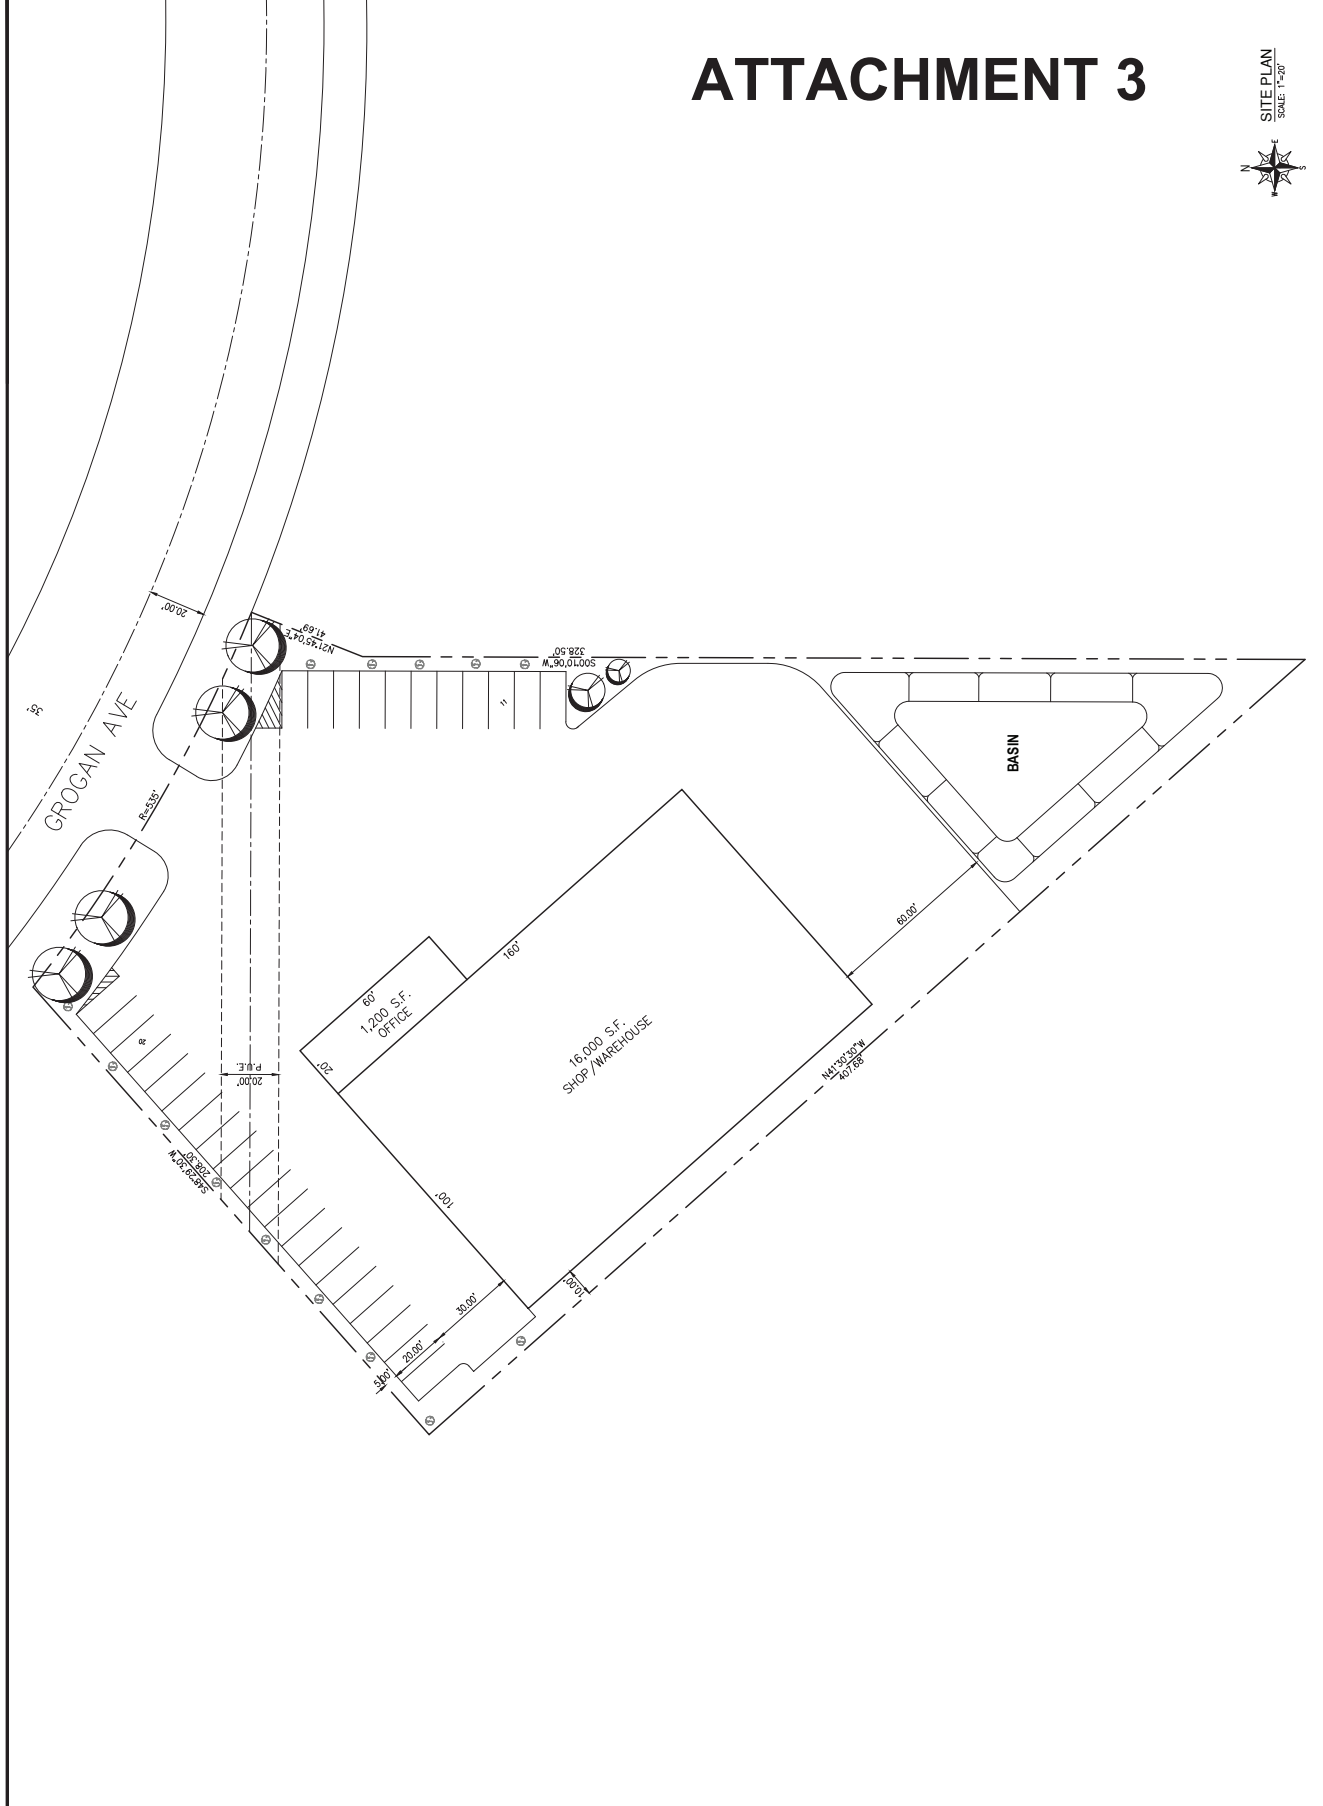 ATTACHMENT 3
SITE PLAN
SCALE: 1"=20'
N
E
S
W
GROGAN AVE
35'
20.00'
R=535'
N21°45'04"E
41.69'
S00°10'06"W
328.50'
11
BASIN
60.00'
160'
60'
1,200 S.F.
OFFICE
20'
16,000 S.F.
SHOP/WAREHOUSE
100'
20.00'
P.U.E.
S48°29'30"W
208.30'
N41°30'30"W
407.68'
10.00'
30.00'
20.00'
5.00'